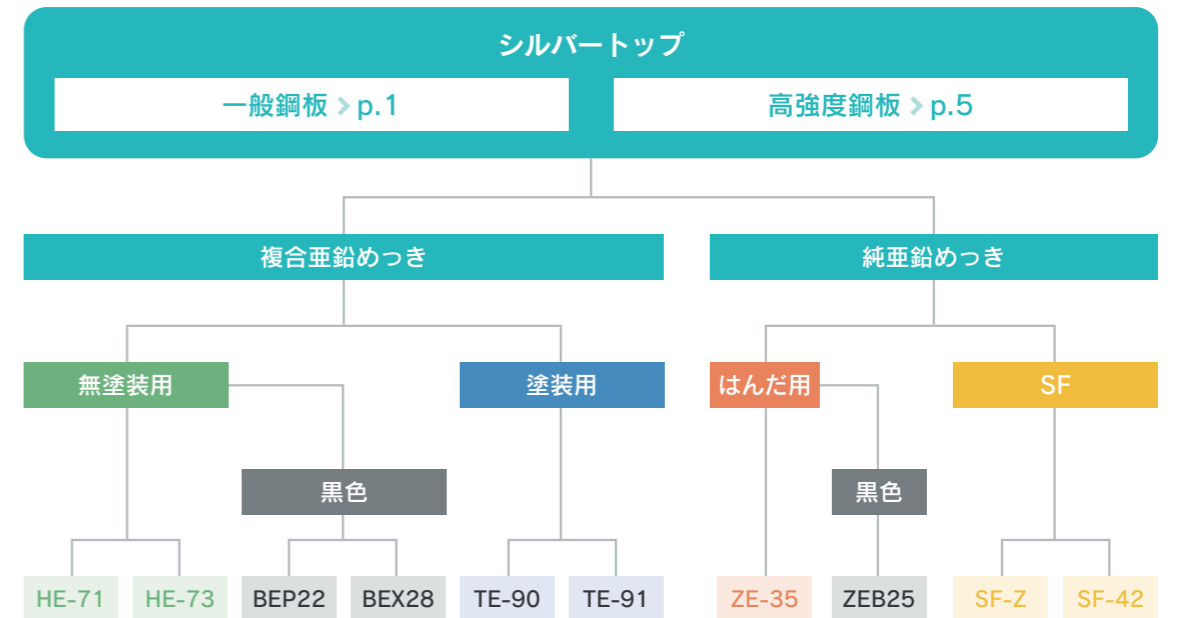 シルバートップ
一般鋼板 > p.1
高強度鋼板 > p.5
複合亜鉛めっき
純亜鉛めっき
無塗装用
塗装用
はんだ用
SF
黒色
黒色
HE-71
HE-73
BEP22
BEX28
TE-90
TE-91
ZE-35
ZEB25
SF-Z
SF-42